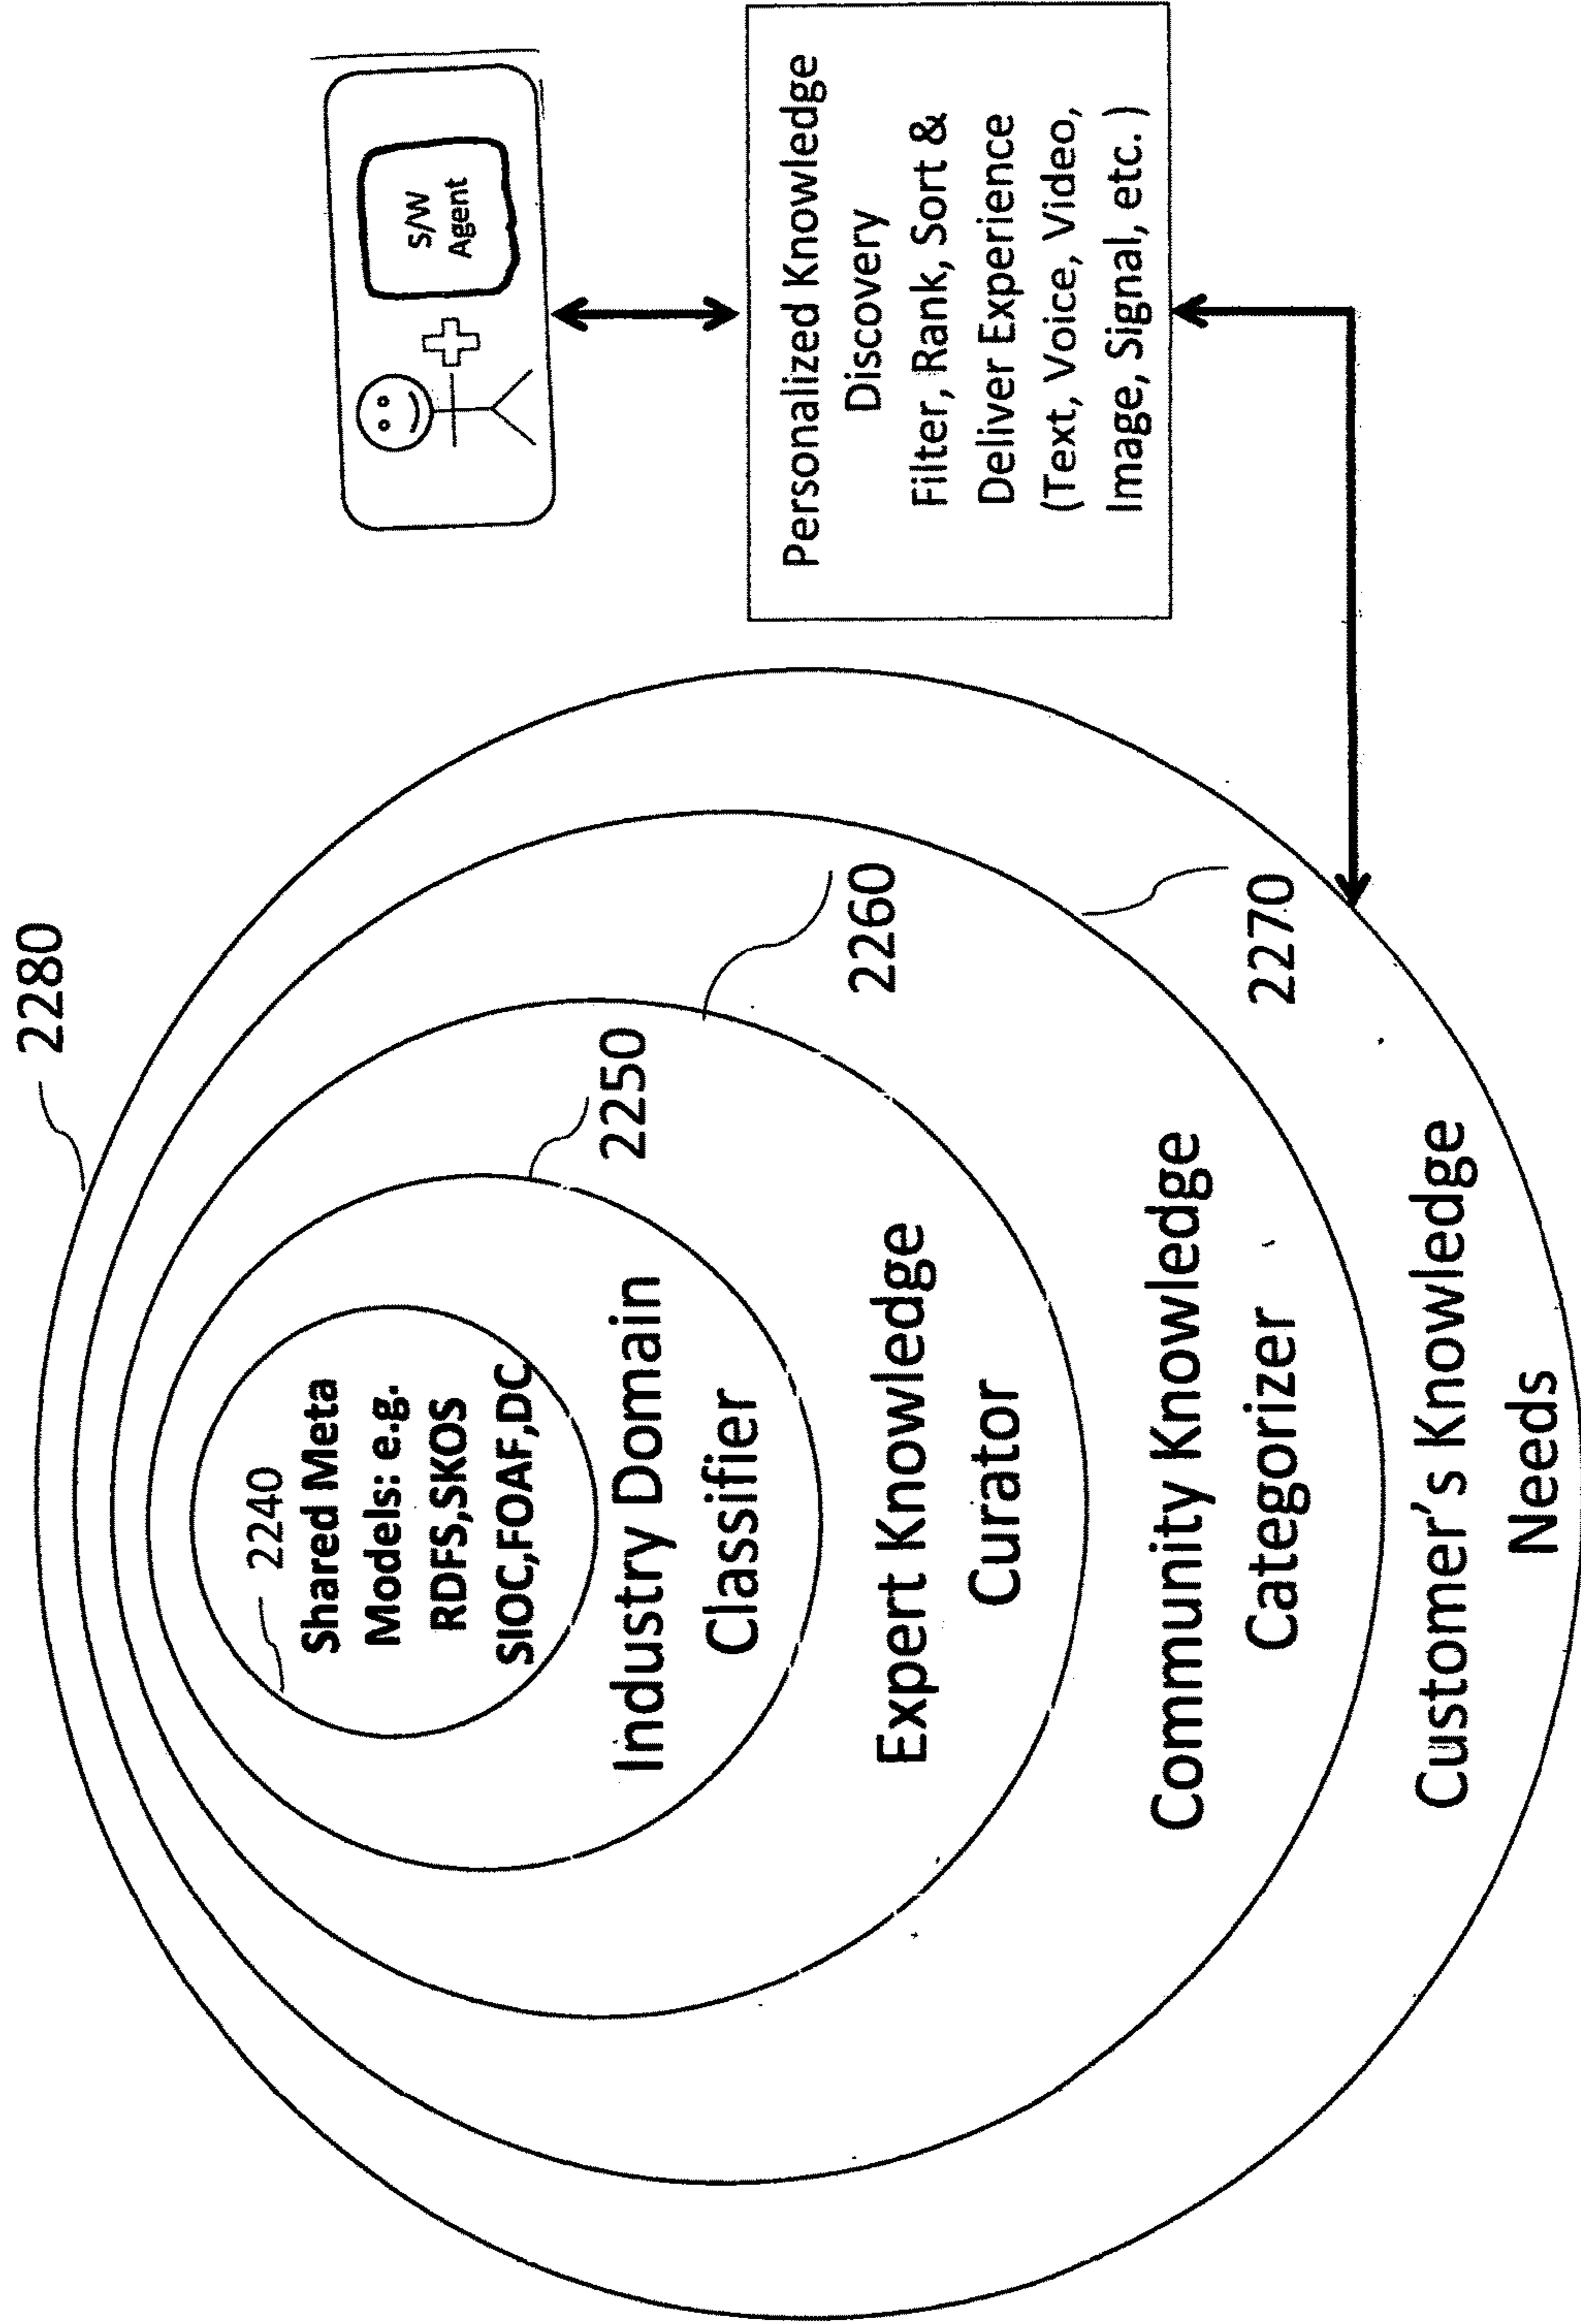 2280
2240
Shared Meta
Models: e.g.
RDFS,SKOS
SIOC,FOAF,DC
2250
Industry Domain
Classifier
2260
Expert Knowledge
Curator
2270
Community Knowledge
Categorizer
Customer's Knowledge
Needs
S/W
Agent
Personalized Knowledge
Discovery
Filter, Rank, Sort &
Deliver Experience
(Text, Voice, Video,
Image, Signal, etc. )